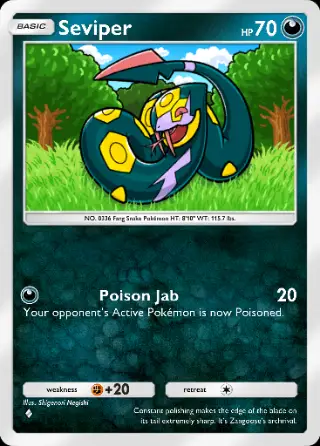 BASIC
Seviper
HP 70
NO. 0336 Fang Snake Pokémon HT: 8'10" WT: 115.7 lbs.
Poison Jab 20
Your opponent's Active Pokémon is now Poisoned.
weakness +20 retreat
Illus. Shigenori Negishi
Constant polishing makes the edge of the blade on
its tail extremely sharp. It's Zangoose's archrival.